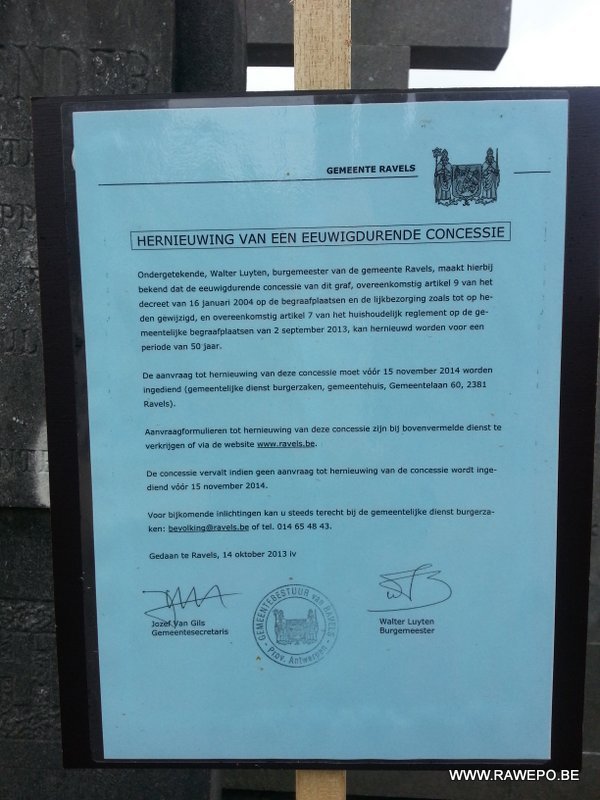 NDER
GEMEENTE RAVELS
HERNIEUWING VAN EEN EEUWIGDURENDE CONCESSIE
Ondergetekende, Walter Luyten, burgemeester van de gemeente Ravels, maakt hierbij
bekend dat de eeuwigdurende concessie van dit graf, overeenkomstig artikel 9 van het
decreet van 16 januari 2004 op de begraafplaatsen en de lijkbezorging zoals tot op he-
den gewijzigd, en overeenkomstig artikel 7 van het huishoudelijk reglement op de ge-
meentelijke begraafplaatsen van 2 september 2013, kan hernieuwd worden voor een
periode van 50 jaar.
De aanvraag tot hernieuwing van deze concessie moet vóór 15 november 2014 worden
ingediend (gemeentelijke dienst burgerzaken, gemeentehuis, Gemeentelaan 60, 2381
Ravels).
Aanvraagformulieren tot hernieuwing van deze concessie zijn bij bovenvermelde dienst te
verkrijgen of via de website www.ravels.be.
De concessie vervalt indien geen aanvraag tot hernieuwing van de concessie wordt inge-
diend vóór 15 november 2014.
Voor bijkomende inlichtingen kan u steeds terecht bij de gemeentelijke dienst burgerza-
ken: bevolking@ravels.be of tel. 014 65 48 43.
Gedaan te Ravels, 14 oktober 2013 iv
Jozef Van Gils
Gemeentesecretaris
GEMEENTEBESTUUR van RAVELS
Prov. Antwerpen
Walter Luyten
Burgemeester
WWW.RAWEPO.BE